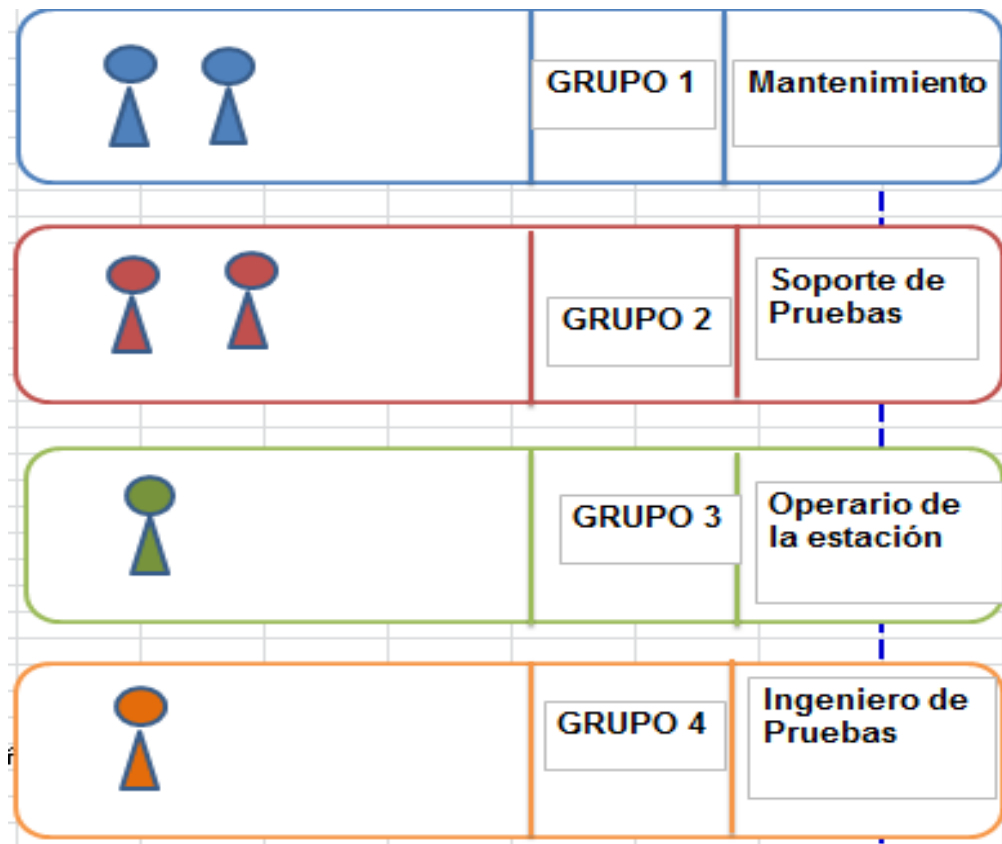 GRUPO 1
Mantenimiento
GRUPO 2
Soporte de
Pruebas
GRUPO 3
Operario de
la estación
GRUPO 4
Ingeniero de
Pruebas